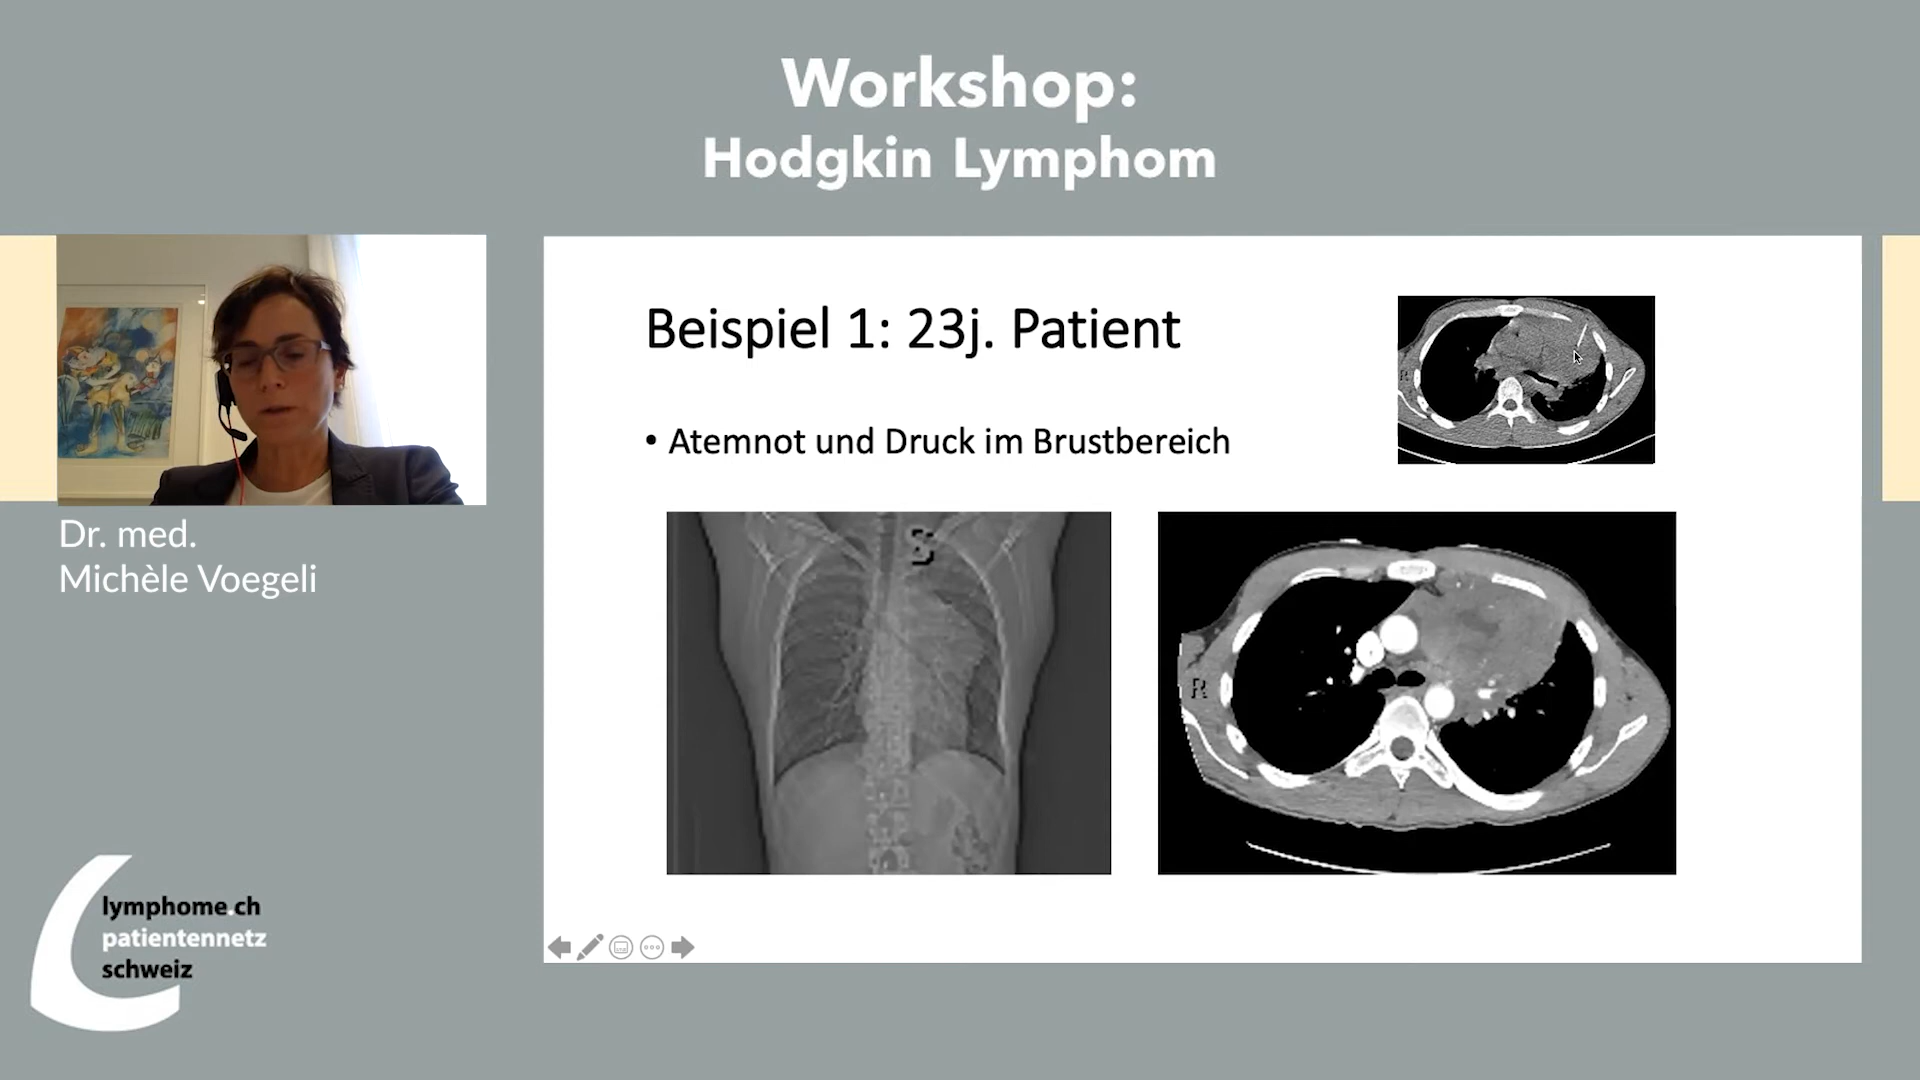 Workshop:
Hodgkin Lymphom
Beispiel 1: 23j. Patient
R
• Atemnot und Druck im Brustbereich
Dr. med.
Michèle Voegeli
S
R
lymphome.ch
patientennetz
schweiz